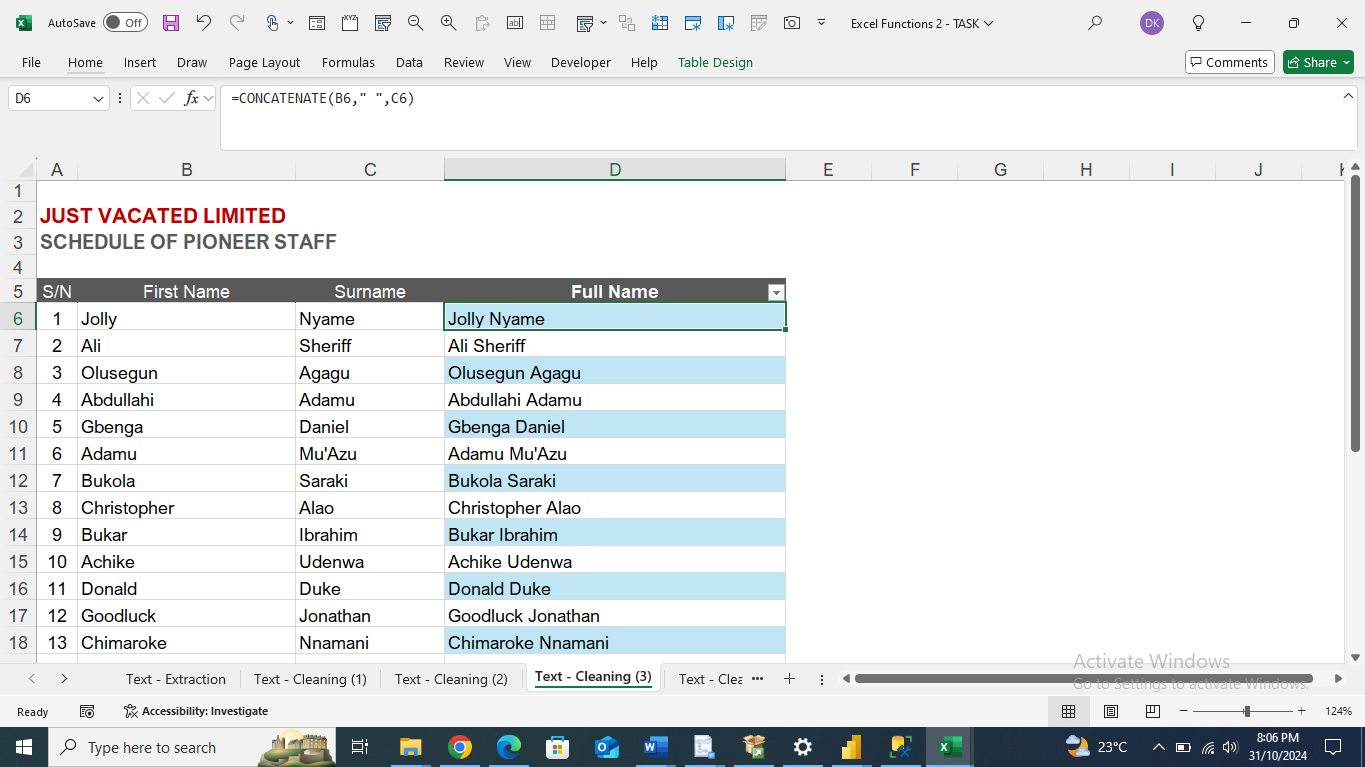 AutoSave Off Excel Functions 2 - TASK DK
File Home Insert Draw Page Layout Formulas Data Review View Developer Help Table Design Comments Share
D6 fx =CONCATENATE(B6," ",C6)
A B C D E F G H I J
1
2 JUST VACATED LIMITED
3 SCHEDULE OF PIONEER STAFF
4
5 S/N First Name Surname Full Name
6 1 Jolly Nyame Jolly Nyame
7 2 Ali Sheriff Ali Sheriff
8 3 Olusegun Agagu Olusegun Agagu
9 4 Abdullahi Adamu Abdullahi Adamu
10 5 Gbenga Daniel Gbenga Daniel
11 6 Adamu Mu'Azu Adamu Mu'Azu
12 7 Bukola Saraki Bukola Saraki
13 8 Christopher Alao Christopher Alao
14 9 Bukar Ibrahim Bukar Ibrahim
15 10 Achike Udenwa Achike Udenwa
16 11 Donald Duke Donald Duke
17 12 Goodluck Jonathan Goodluck Jonathan
18 13 Chimaroke Nnamani Chimaroke Nnamani
Activate Windows
Go to Settings to activate Windows.
Text - Extraction Text - Cleaning (1) Text - Cleaning (2) Text - Cleaning (3) Text - Clea ...
Ready Accessibility: Investigate 124%
Type here to search 23°C 8:06 PM
31/10/2024